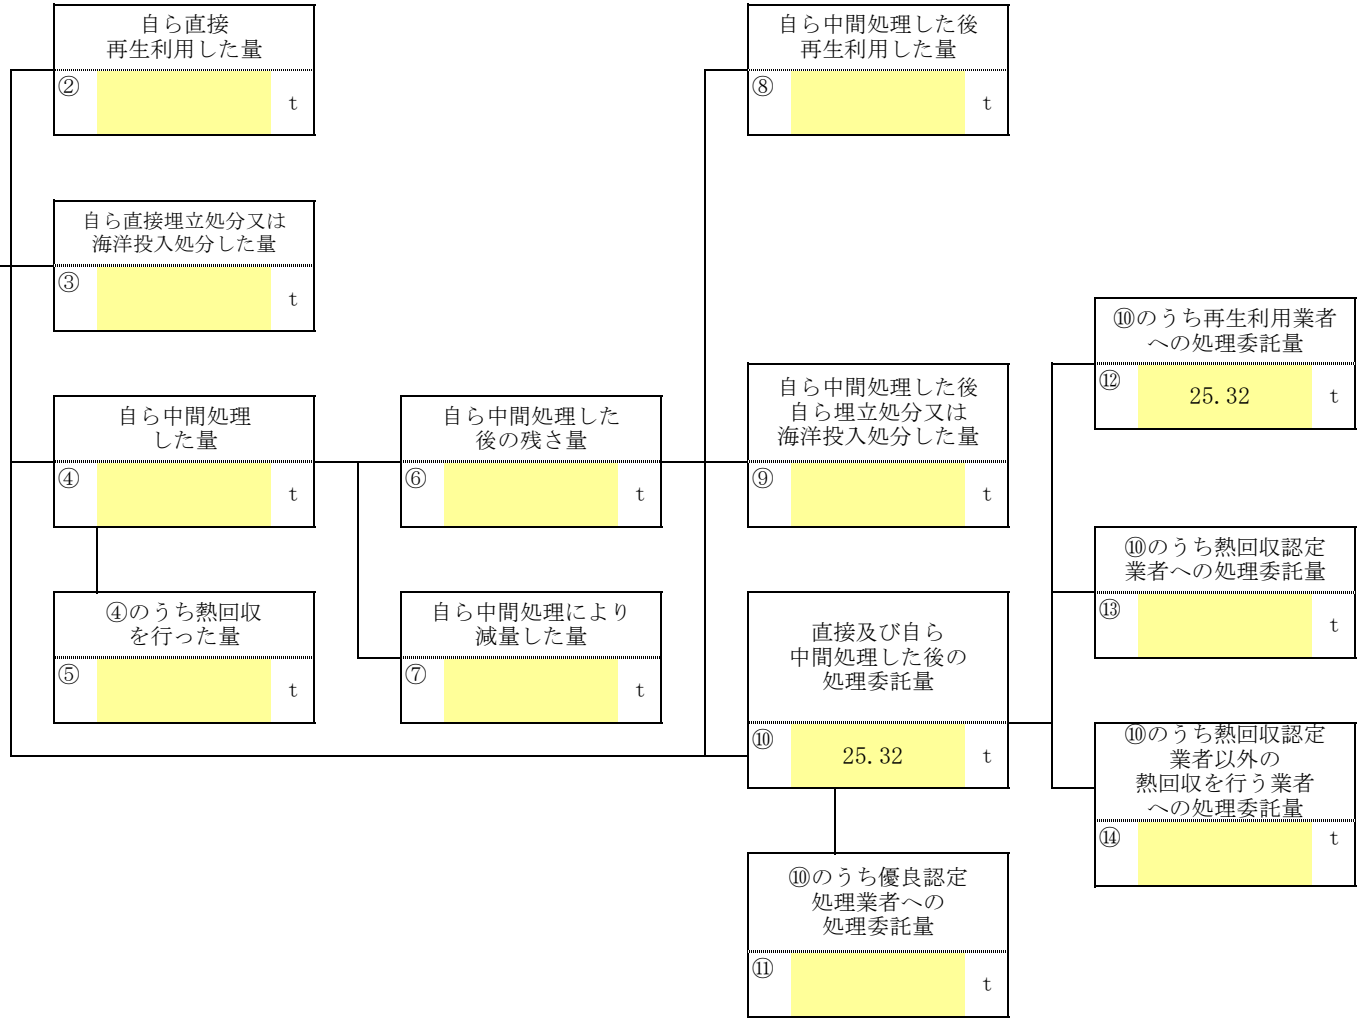 自ら直接
再生利用した量
②
t
自ら直接埋立処分又は
海洋投入処分した量
③
t
自ら中間処理
した量
④
t
④のうち熱回収
を行った量
⑤
t
自ら中間処理した
後の残さ量
⑥
t
自ら中間処理により
減量した量
⑦
t
自ら中間処理した後
再生利用した量
⑧
t
自ら中間処理した後
自ら埋立処分又は
海洋投入処分した量
⑨
t
直接及び自ら
中間処理した後の
処理委託量
⑩ 25.32 t
⑩のうち優良認定
処理業者への
処理委託量
⑪
t
⑩のうち再生利用業者
への処理委託量
⑫ 25.32 t
⑩のうち熱回収認定
業者への処理委託量
⑬
t
⑩のうち熱回収認定
業者以外の
熱回収を行う業者
への処理委託量
⑭
t